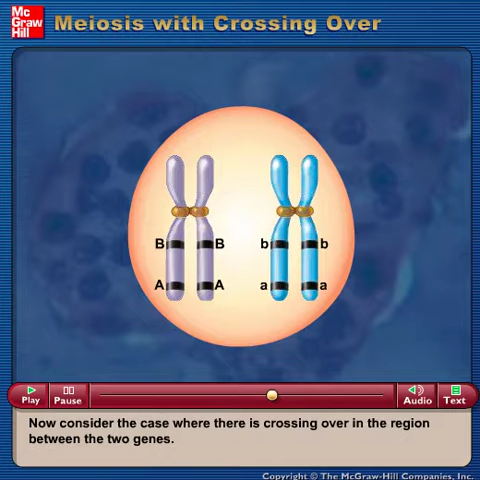 Mc
Graw
Hill
Meiosis with Crossing Over
B B b b
A A a a
Play Pause Audio Text
Now consider the case where there is crossing over in the region
between the two genes.
Copyright © The McGraw-Hill Companies, Inc.